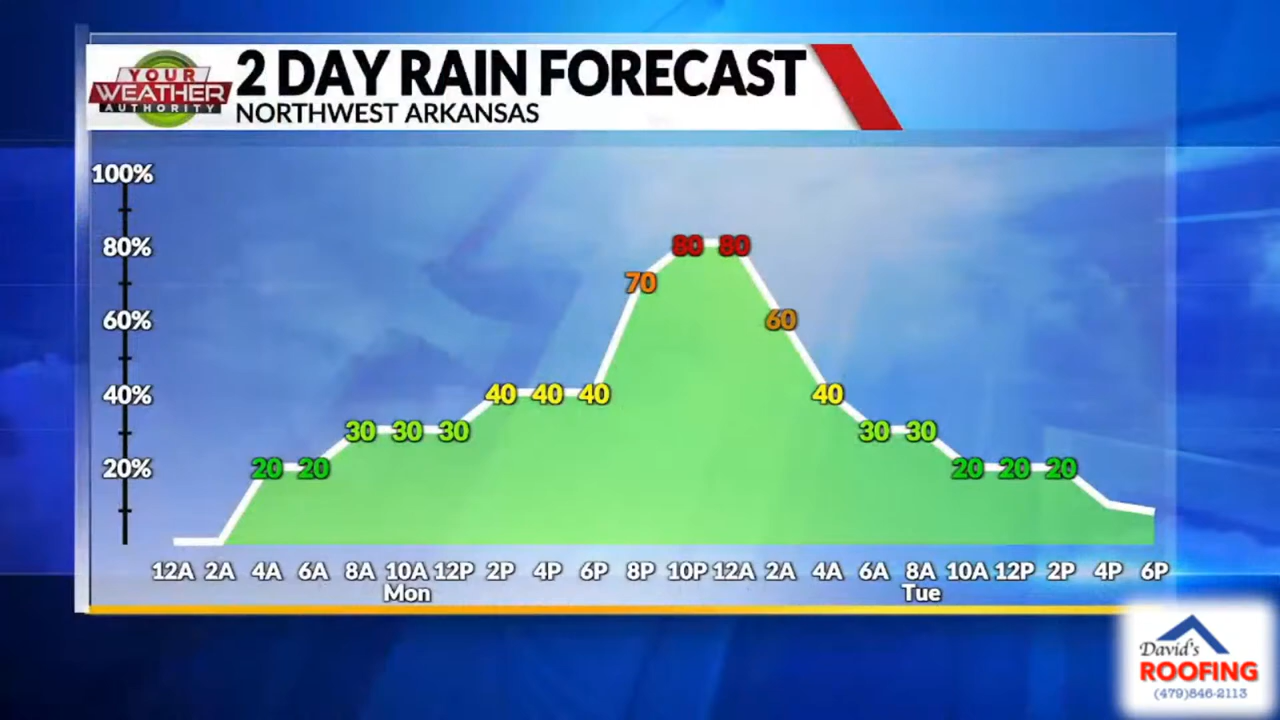 YOUR
WEATHER
AUTHORITY
2 DAY RAIN FORECAST
NORTHWEST ARKANSAS
100%
80%
60%
40%
20%
20 20 30 30 30 40 40 40 70 80 80 60 40 30 30 20 20 20
12A 2A 4A 6A 8A 10A 12P 2P 4P 6P 8P 10P 12A 2A 4A 6A 8A 10A 12P 2P 4P 6P
Mon Tue
David's
ROOFING
(479)846-2113